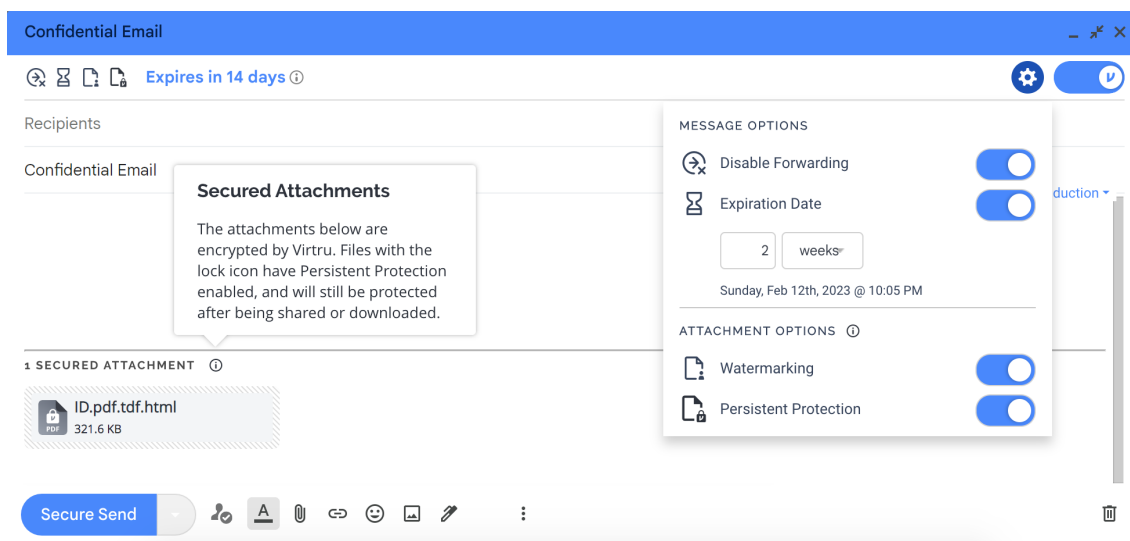 Confidential Email
Expires in 14 days
Recipients
Confidential Email
Secured Attachments
The attachments below are
encrypted by Virtru. Files with the
lock icon have Persistent Protection
enabled, and will still be protected
after being shared or downloaded.
MESSAGE OPTIONS
Disable Forwarding
Expiration Date
2 weeks
Sunday, Feb 12th, 2023 @ 10:05 PM
ATTACHMENT OPTIONS
Watermarking
Persistent Protection
duction
1 SECURED ATTACHMENT
PDF
ID.pdf.tdf.html
321.6 KB
Secure Send
A